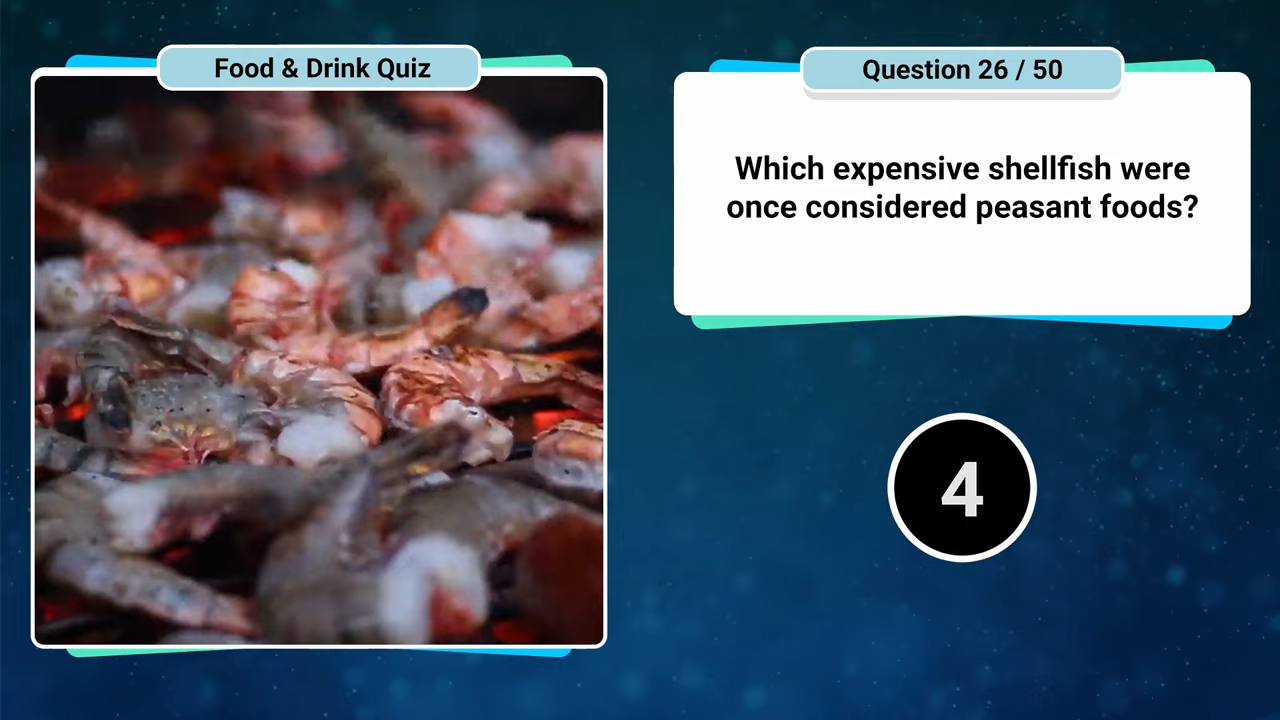 Food & Drink Quiz
Question 26 / 50
Which expensive shellfish were
once considered peasant foods?
4